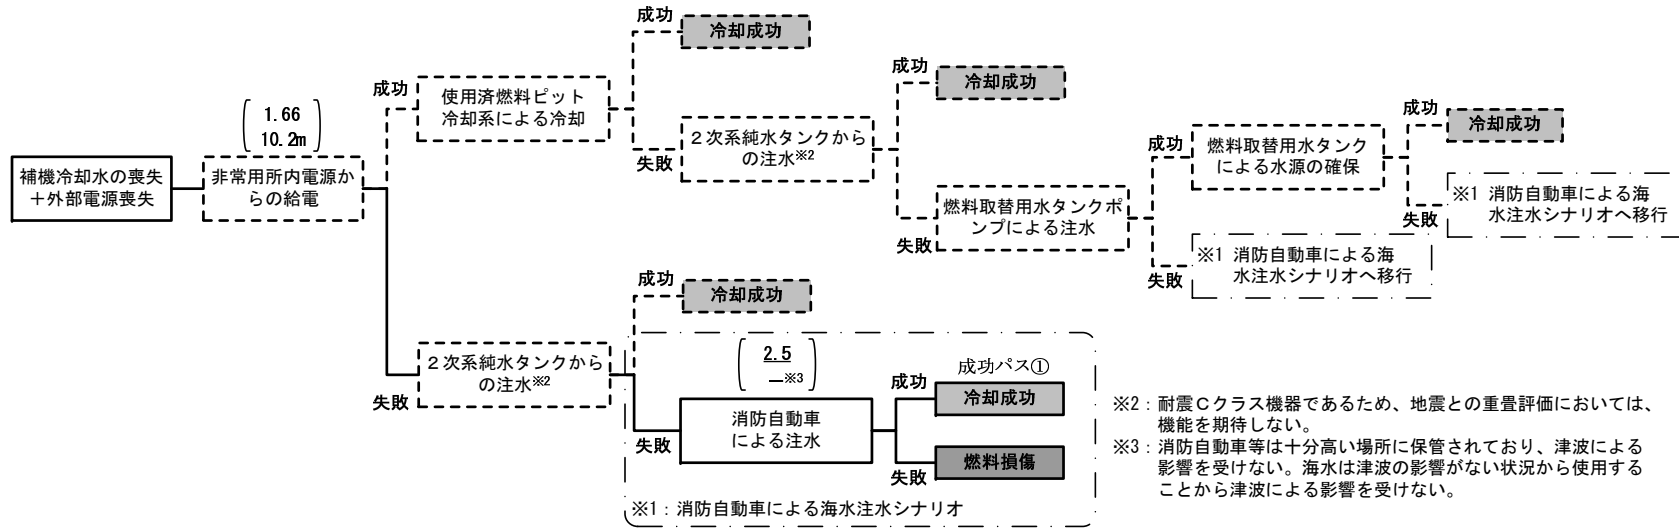 補機冷却水の喪失
＋外部電源喪失
1.66
10.2m
非常用所内電源か
らの給電
成功
使用済燃料ピット
冷却系による冷却
成功
冷却成功
失敗
２次系純水タンクから
の注水※2
成功
冷却成功
失敗
燃料取替用水タンクポ
ンプによる注水
成功
燃料取替用水タンク
による水源の確保
成功
冷却成功
失敗
※1 消防自動車による海
水注水シナリオへ移行
失敗
※1 消防自動車による海
水注水シナリオへ移行
失敗
２次系純水タンクから
の注水※2
成功
冷却成功
失敗
2.5
―※3
消防自動車
による注水
成功
成功パス①
冷却成功
失敗
燃料損傷
※1：消防自動車による海水注水シナリオ
※2：耐震Ｃクラス機器であるため、地震との重畳評価においては、
機能を期待しない。
※3：消防自動車等は十分高い場所に保管されており、津波による
影響を受けない。海水は津波の影響がない状況から使用する
ことから津波による影響を受けない。